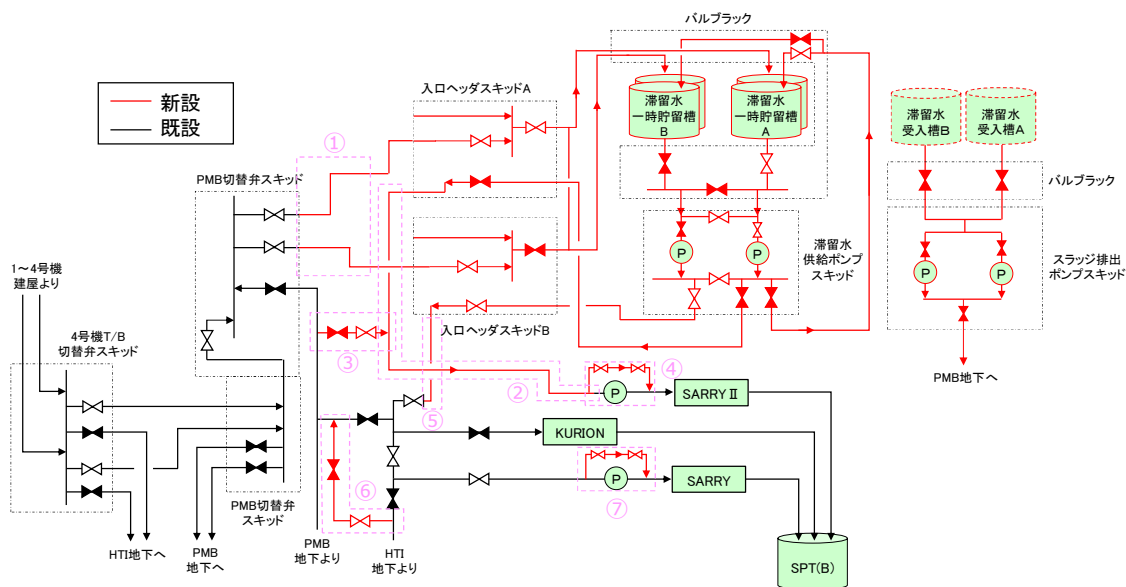 新設
既設
バルブラック
入口ヘッダスキッドA
滞留水
一時貯留槽
B
滞留水
一時貯留槽
A
滞留水
受入槽B
滞留水
受入槽A
①
PMB切替弁スキッド
バルブラック
1～4号機
建屋より
P
P
滞留水
供給ポンプ
スキッド
P
P
スラッジ排出
ポンプスキッド
4号機T/B
切替弁スキッド
入口ヘッダスキッドB
③
④
PMB地下へ
②
P
SARRYⅡ
⑤
KURION
P
SARRY
⑥
⑦
PMB切替弁
スキッド
HTI地下へ
PMB
地下へ
PMB
地下より
HTI
地下より
SPT(B)